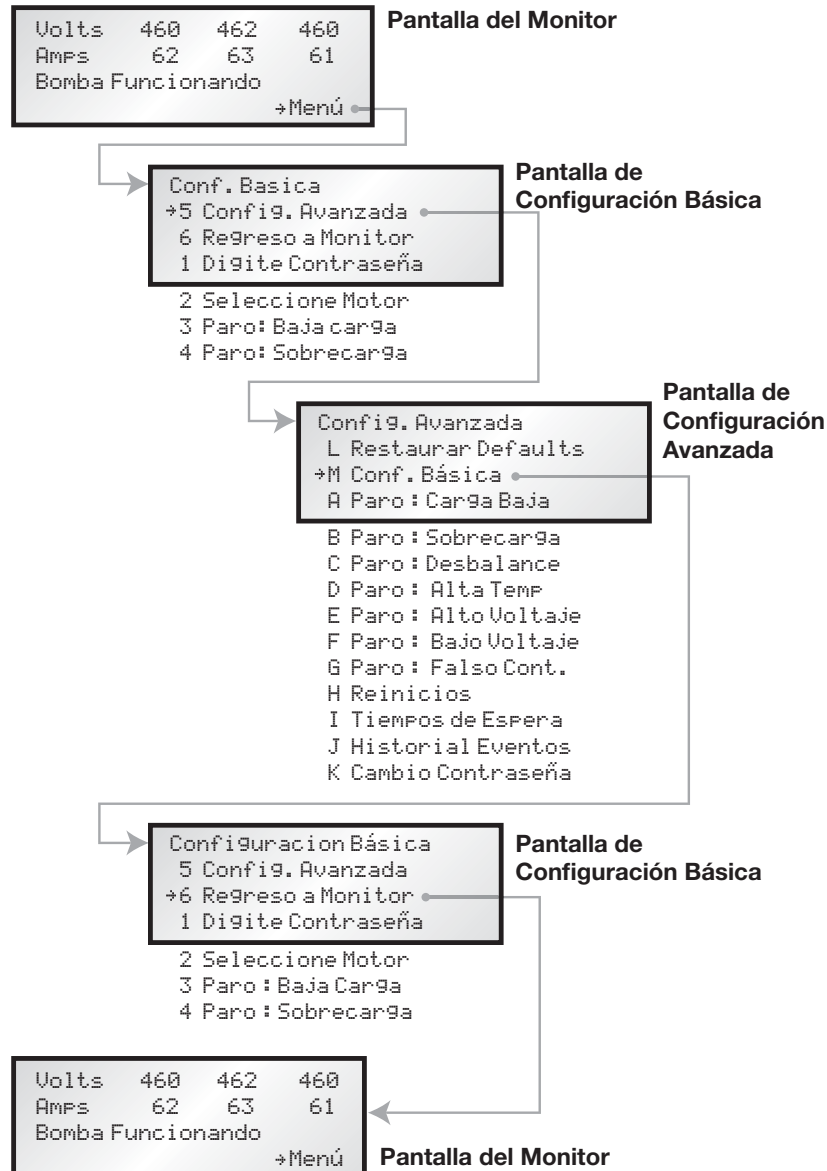 Pantalla del Monitor
Volts 460 462 460
Amps 62 63 61
Bomba Funcionando
→Menú
Pantalla de
Configuración Básica
Conf. Basica
→5 Config. Avanzada
6 Regreso a Monitor
1 Digite Contraseña
2 Seleccione Motor
3 Paro: Baja carga
4 Paro: Sobrecarga
Pantalla de
Configuración
Avanzada
Config. Avanzada
L Restaurar Defaults
→M Conf. Básica
A Paro: Carga Baja
B Paro: Sobrecarga
C Paro: Desbalance
D Paro: Alta Temp
E Paro: Alto Voltaje
F Paro: Bajo Voltaje
G Paro: Falso Cont.
H Reinicios
I Tiempos de Espera
J Historial Eventos
K Cambio Contraseña
Pantalla de
Configuración Básica
Configuracion Básica
5 Config. Avanzada
→6 Regreso a Monitor
1 Digite Contraseña
2 Seleccione Motor
3 Paro: Baja Carga
4 Paro: Sobrecarga
Volts 460 462 460
Amps 62 63 61
Bomba Funcionando
→Menú
Pantalla del Monitor